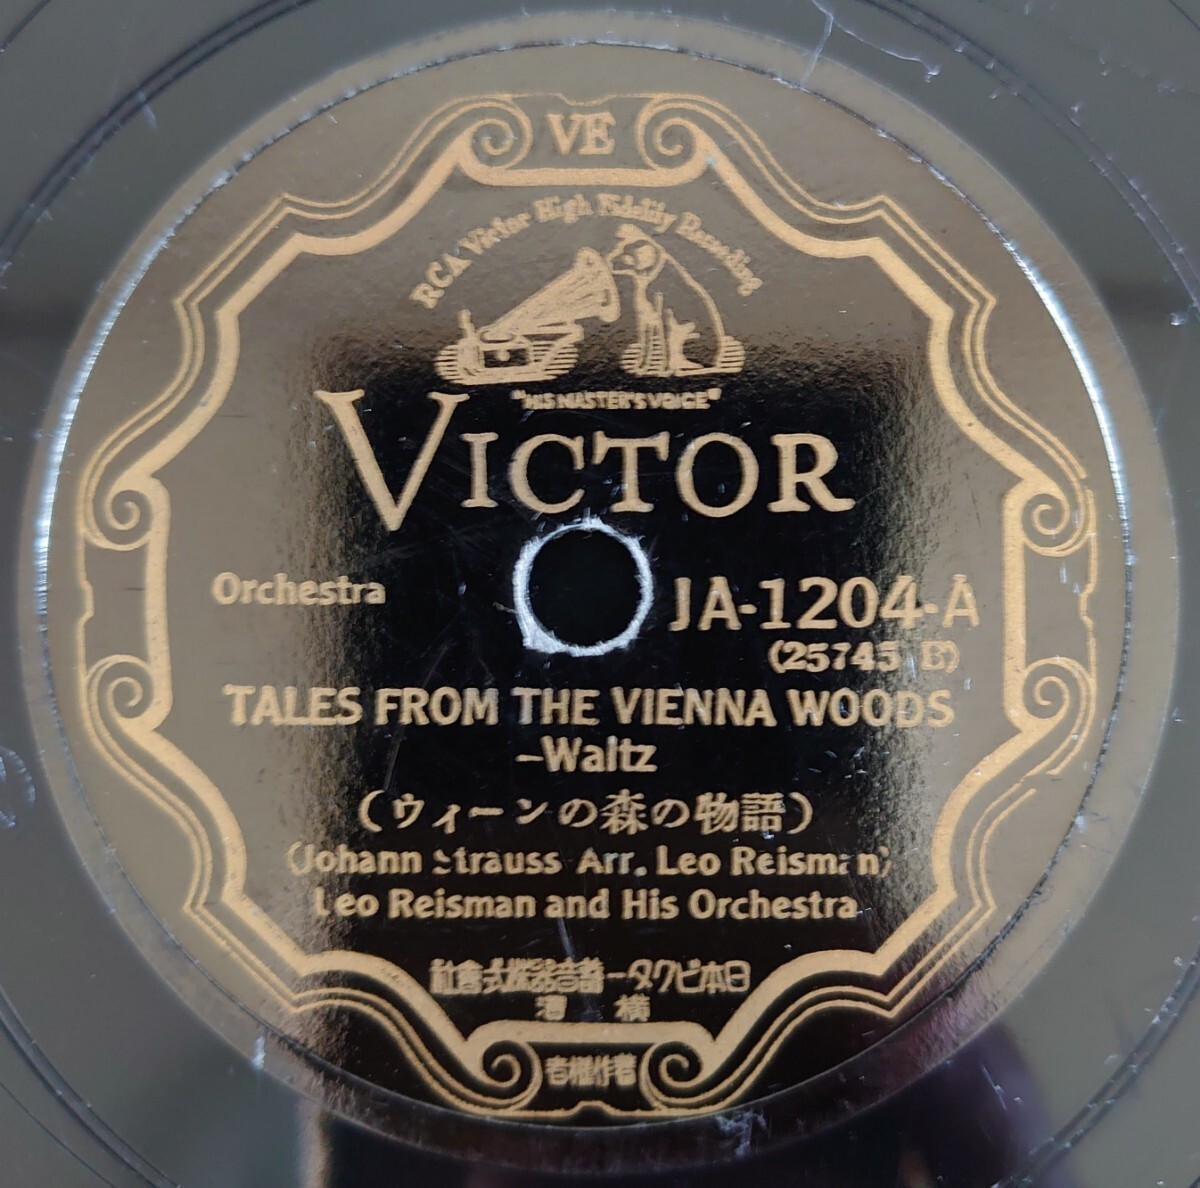 VE
RCA Victor High Fidelity Recording
"HIS MASTER'S VOICE"
VICTOR
Orchestra
JA-1204-A
(25745 B)
TALES FROM THE VIENNA WOODS
-Waltz
(ウィーンの森の物語)
(Johann Strauss Arr. Leo Reisman)
Leo Reisman and His Orchestra
社會式株器音蓄ータクビ本日
濱 横
者權作著